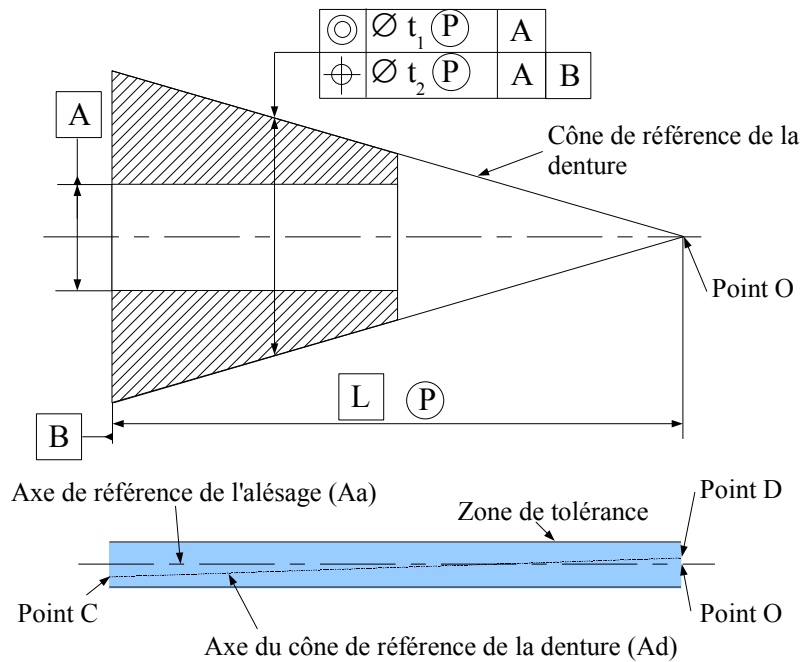 Ø t1 P A
Ø t2 P A B
A
Cône de référence de la
denture
Point O
L P
B
Axe de référence de l'alésage (Aa)
Point D
Zone de tolérance
Point C
Point O
Axe du cône de référence de la denture (Ad)